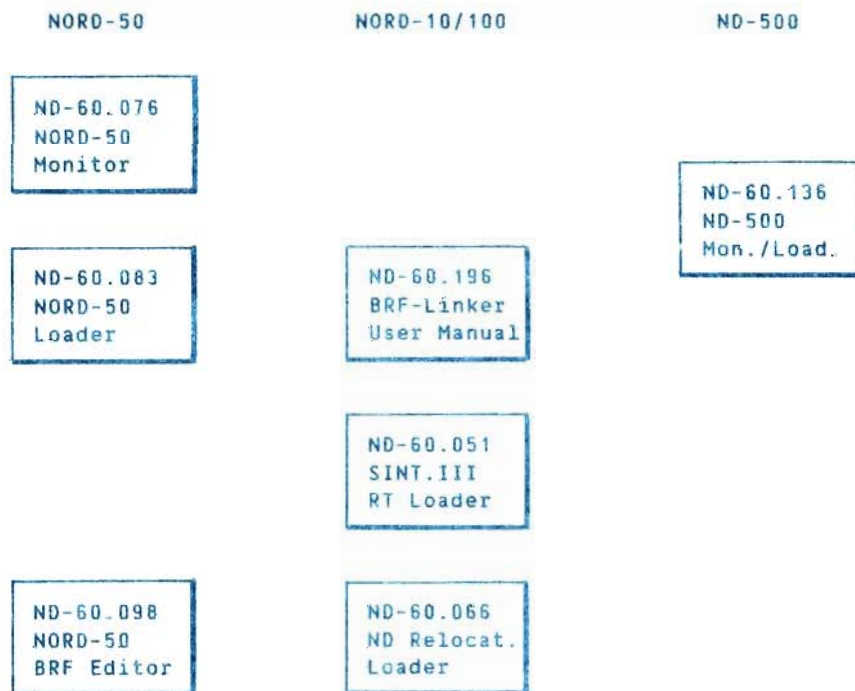 NORD-50 NORD-10/100 ND-500
ND-60.076
NORD-50
Monitor
ND-60.136
ND-500
Mon./Load.
ND-60.083
NORD-50
Loader
ND-60.196
BRF-Linker
User Manual
ND-60.051
SINT.III
RT Loader
ND-60.098
NORD-50
BRF Editor
ND-60.066
ND Relocat.
Loader